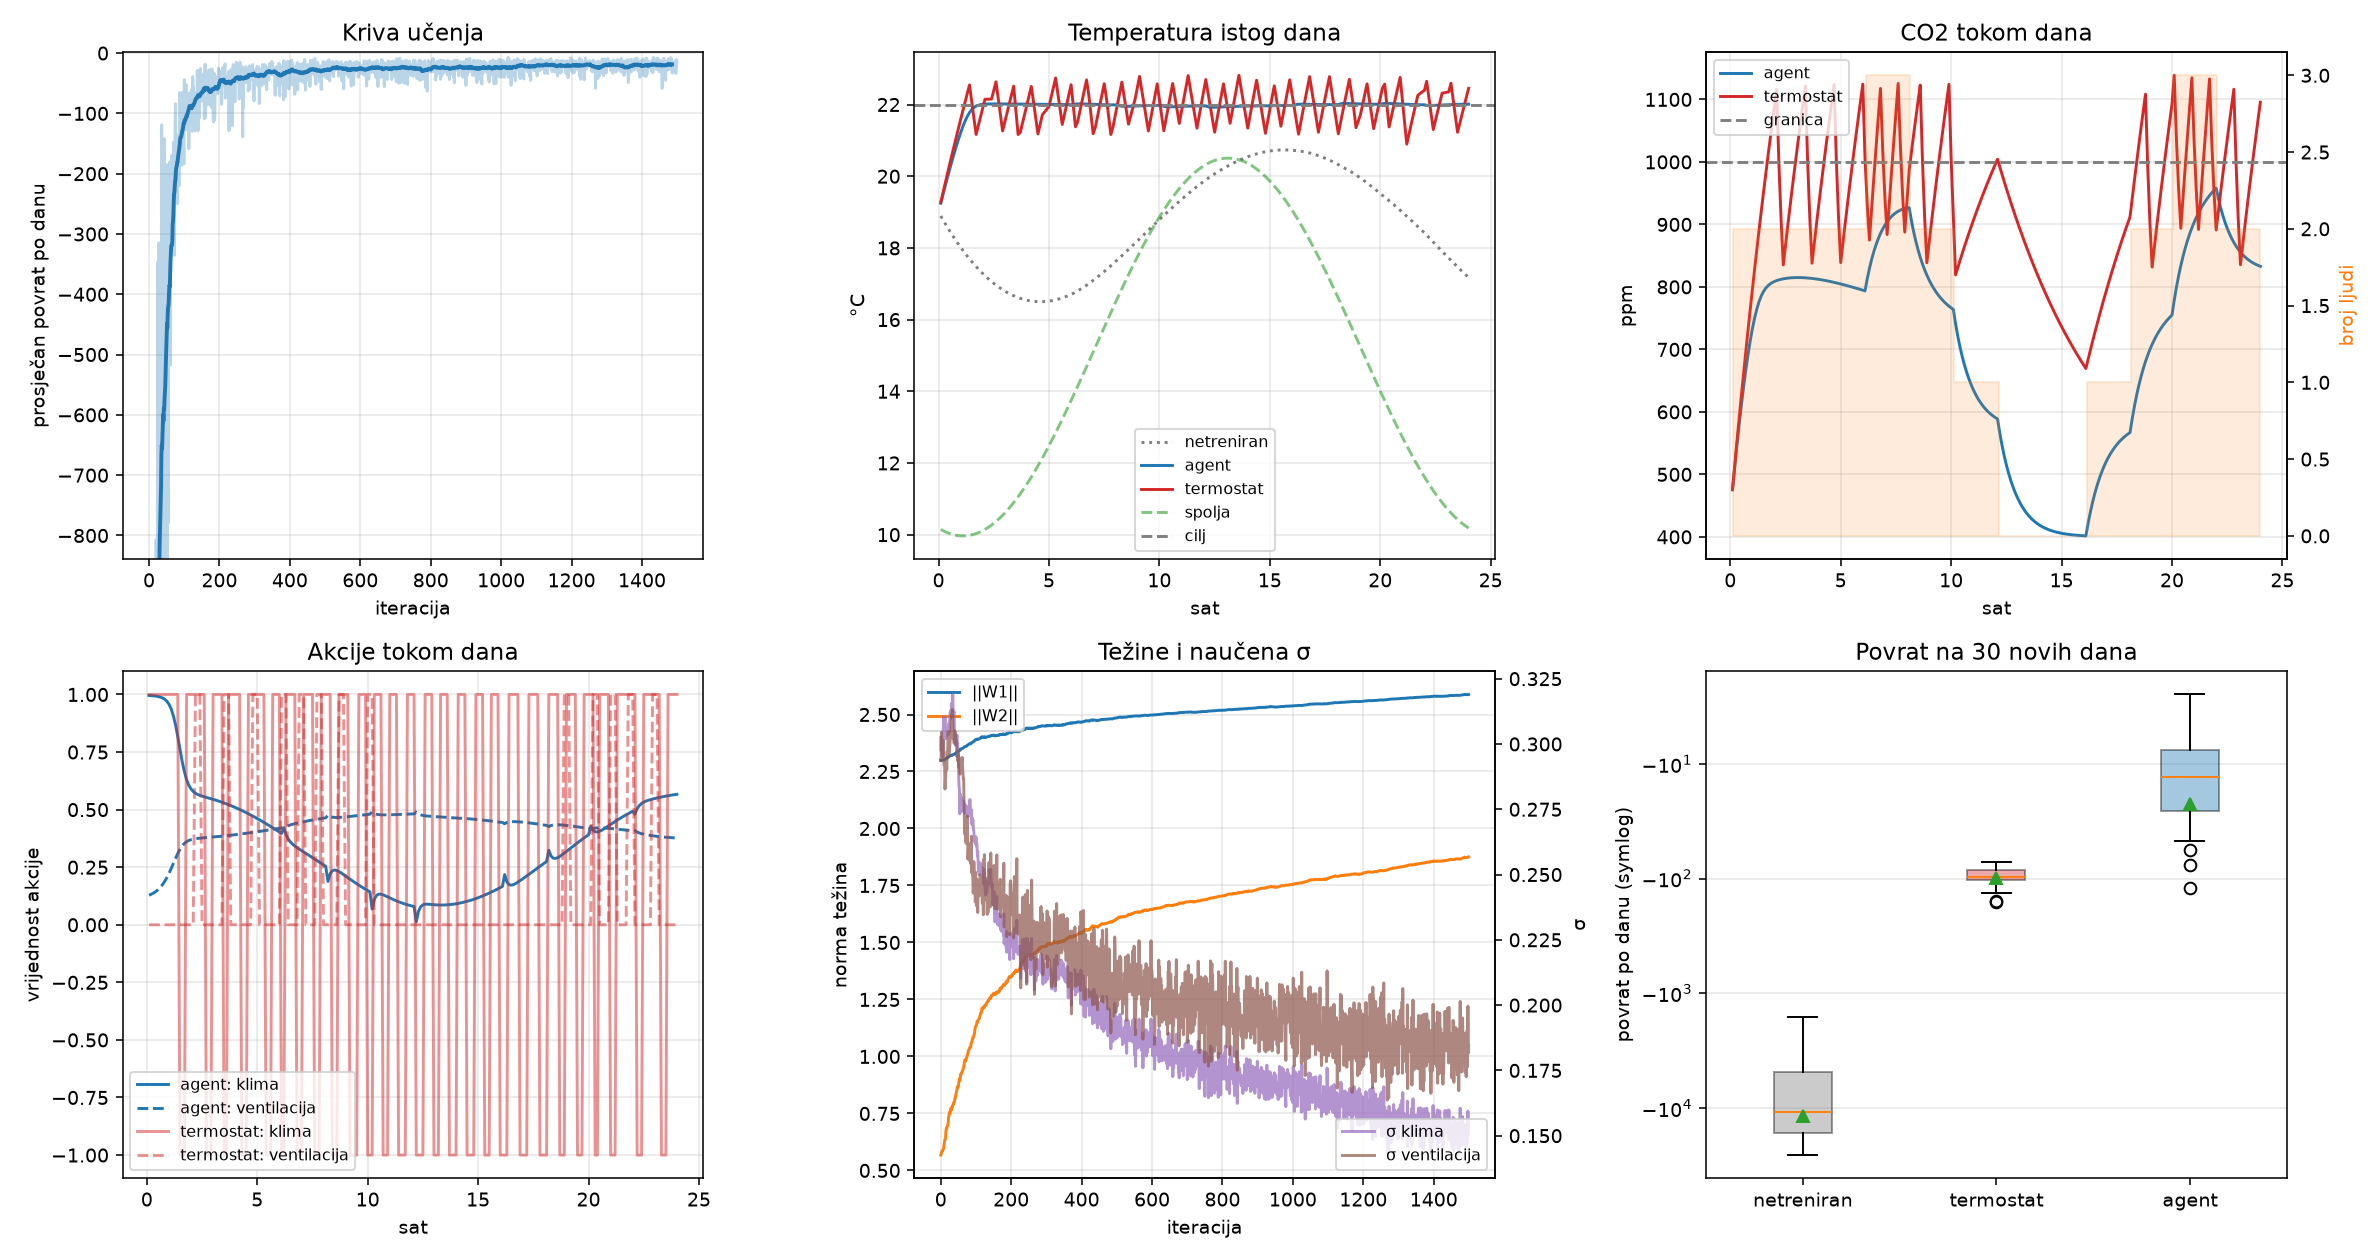 Kriva učenja
prosječan povrat po danu
0
−100
−200
−300
−400
−500
−600
−700
−800
0 200 400 600 800 1000 1200 1400
iteracija
Temperatura istog dana
°C
22
20
18
16
14
12
10
netreniran
agent
termostat
spolja
cilj
0 5 10 15 20 25
sat
CO2 tokom dana
agent
termostat
granica
ppm
1100
1000
900
800
700
600
500
400
3.0
2.5
2.0
1.5
1.0
0.5
0.0
broj ljudi
0 5 10 15 20 25
sat
Akcije tokom dana
vrijednost akcije
1.00
0.75
0.50
0.25
0.00
−0.25
−0.50
−0.75
−1.00
agent: klima
agent: ventilacija
termostat: klima
termostat: ventilacija
0 5 10 15 20 25
sat
Težine i naučena σ
||W1||
||W2||
norma težina
2.50
2.25
2.00
1.75
1.50
1.25
1.00
0.75
0.50
0.325
0.300
0.275
0.250
0.225
0.200
0.175
0.150
σ
σ klima
σ ventilacija
0 200 400 600 800 1000 1200 1400
iteracija
Povrat na 30 novih dana
povrat po danu (symlog)
−10¹
−10²
−10³
−10⁴
netreniran termostat agent